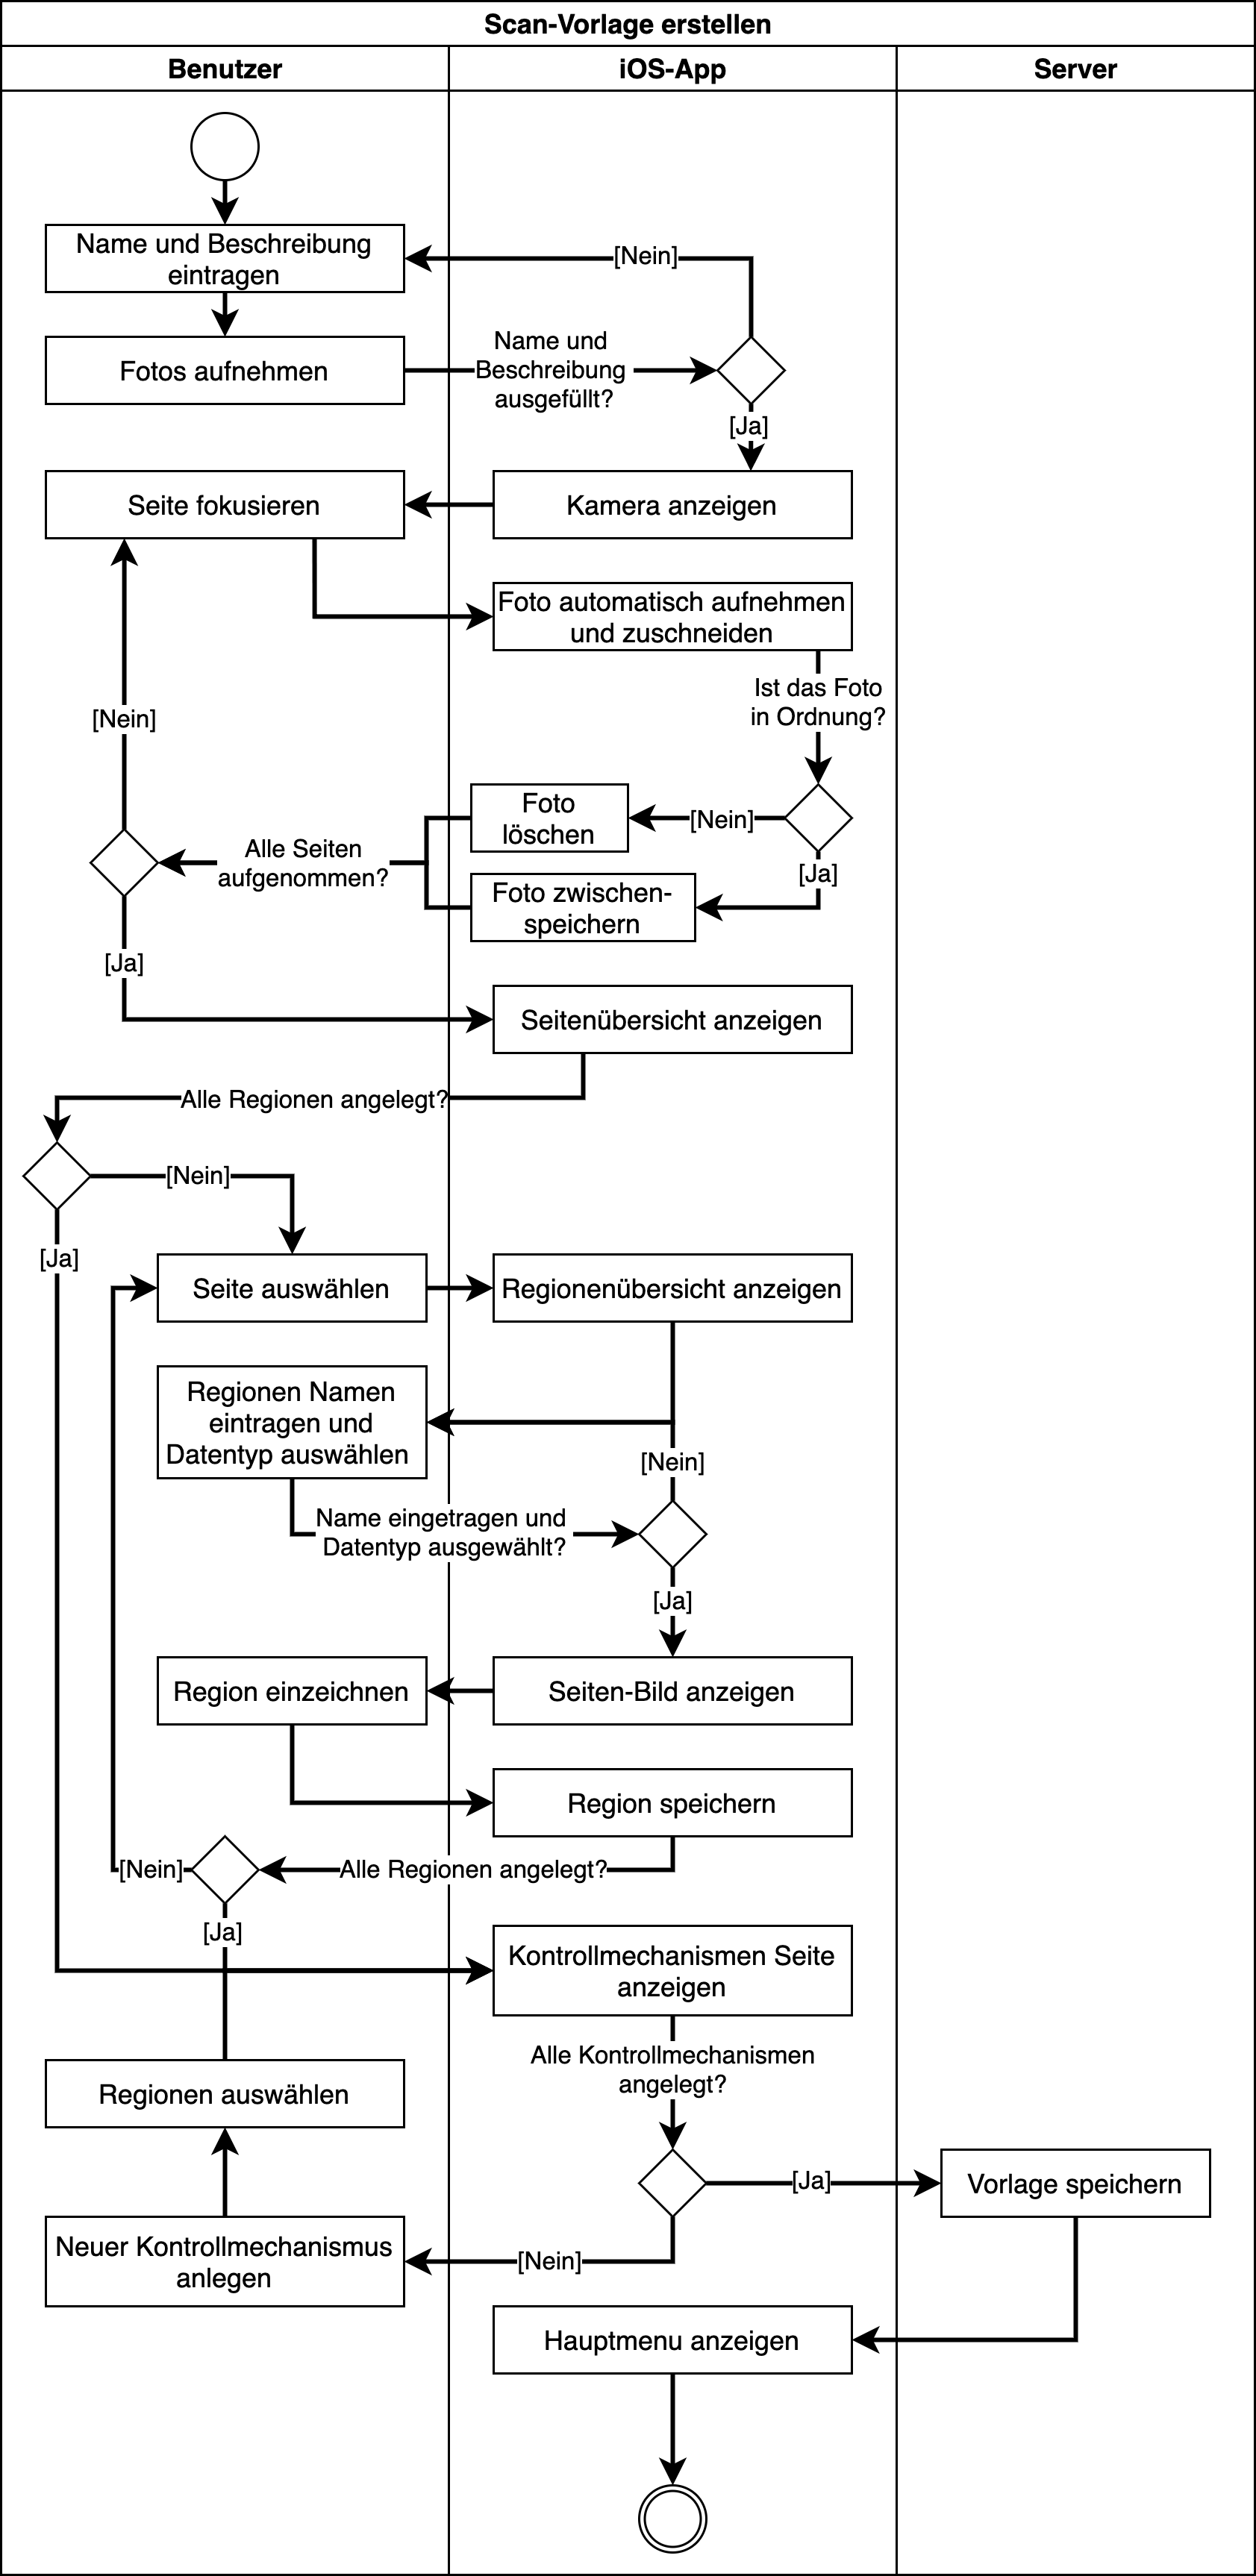 Scan-Vorlage erstellen
Benutzer
iOS-App
Server
Name und Beschreibung
eintragen
[Nein]
Fotos aufnehmen
Name und
Beschreibung
ausgefüllt?
[Ja]
Seite fokusieren
Kamera anzeigen
Foto automatisch aufnehmen
und zuschneiden
Ist das Foto
in Ordnung?
[Nein]
Foto
löschen
[Nein]
Alle Seiten
aufgenommen?
[Ja]
Foto zwischen-
speichern
[Ja]
Seitenübersicht anzeigen
Alle Regionen angelegt?
[Nein]
[Ja]
Seite auswählen
Regionenübersicht anzeigen
Regionen Namen
eintragen und
Datentyp auswählen
[Nein]
Name eingetragen und
Datentyp ausgewählt?
[Ja]
Region einzeichnen
Seiten-Bild anzeigen
Region speichern
[Nein]
Alle Regionen angelegt?
[Ja]
Kontrollmechanismen Seite
anzeigen
Alle Kontrollmechanismen
angelegt?
Regionen auswählen
[Ja]
Vorlage speichern
Neuer Kontrollmechanismus
anlegen
[Nein]
Hauptmenu anzeigen